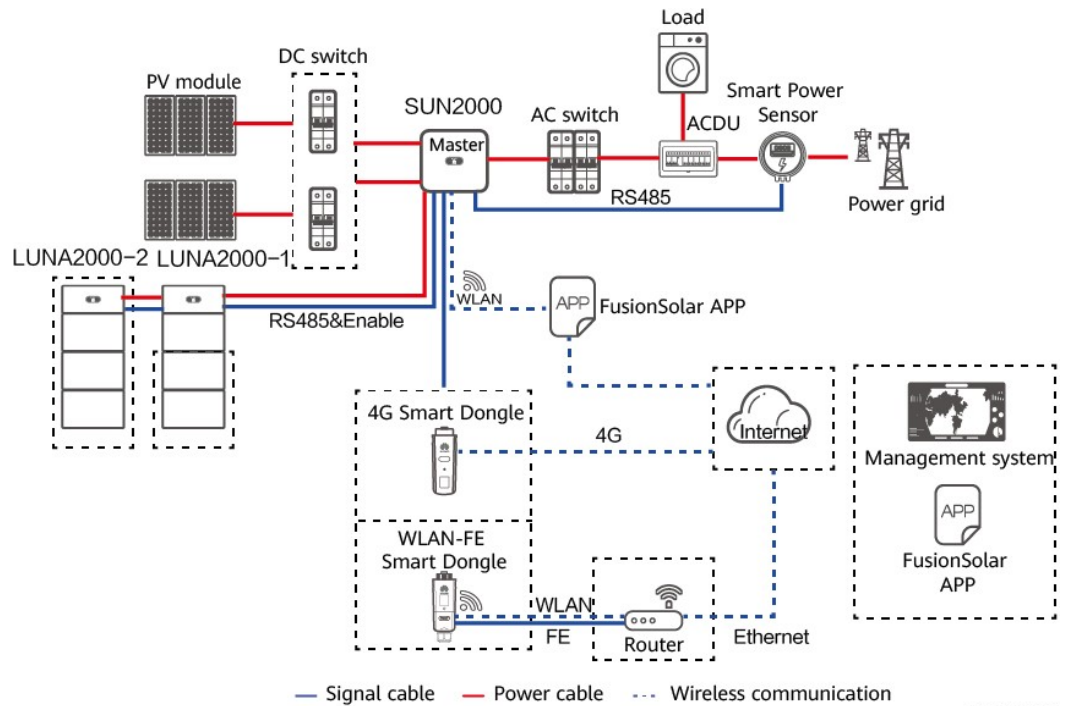 Load
DC switch
PV module
SUN2000
Master
AC switch
Smart Power
Sensor
ACDU
RS485
Power grid
LUNA2000-2
LUNA2000-1
RS485&Enable
WLAN
APP
FusionSolar APP
4G Smart Dongle
4G
Internet
Management system
APP
FusionSolar
APP
WLAN-FE
Smart Dongle
WLAN
FE
Router
Ethernet
Signal cable
Power cable
Wireless communication